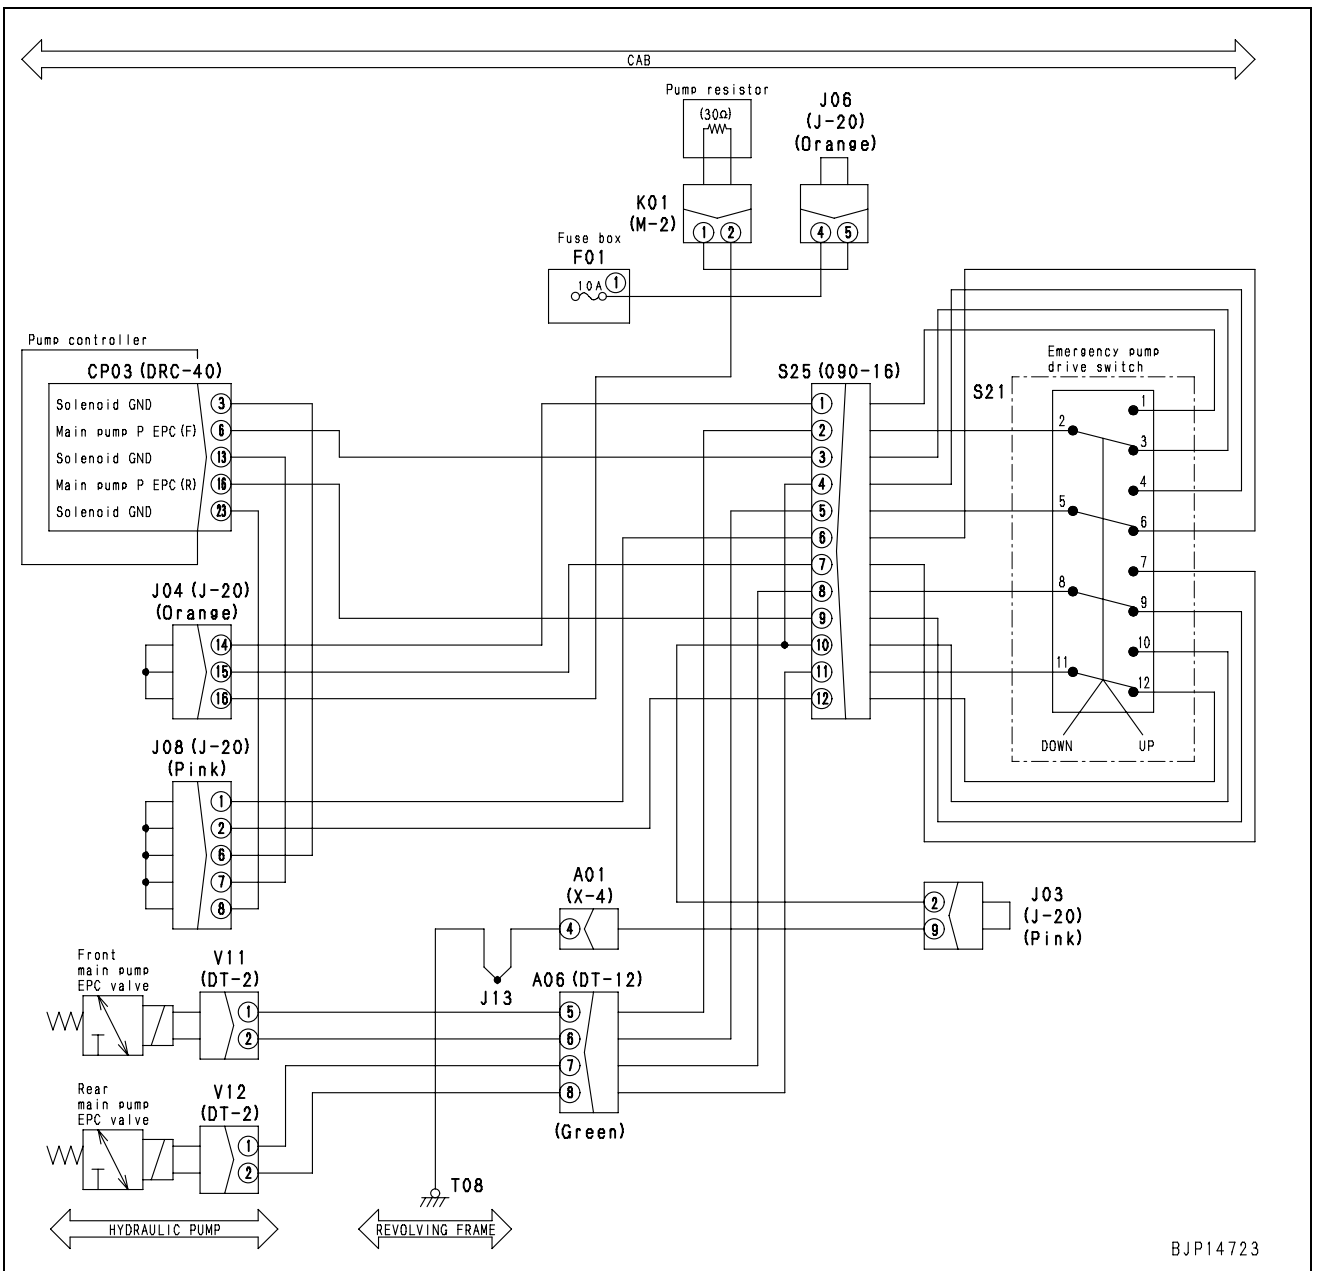 CAB
Pump resistor
(30Ω)
J06
(J-20)
(Orange)
K01
(M-2)
1 2
4 5
Fuse box
F01
10A 1
Pump controller
CP03 (DRC-40)
Solenoid GND 3
Main pump P EPC(F) 6
Solenoid GND 13
Main pump P EPC(R) 16
Solenoid GND 23
S25 (090-16)
1
2
3
4
5
6
7
8
9
10
11
12
Emergency pump
drive switch
S21
1
2
3
4
5
6
7
8
9
10
11
12
DOWN UP
J04 (J-20)
(Orange)
14
15
16
J08 (J-20)
(Pink)
1
2
6
7
8
A01
(X-4)
4
2
9
J03
(J-20)
(Pink)
J13
Front
main pump
EPC valve
V11
(DT-2)
1
2
A06 (DT-12)
5
6
7
8
(Green)
Rear
main pump
EPC valve
V12
(DT-2)
1
2
T08
HYDRAULIC PUMP
REVOLVING FRAME
BJP14723